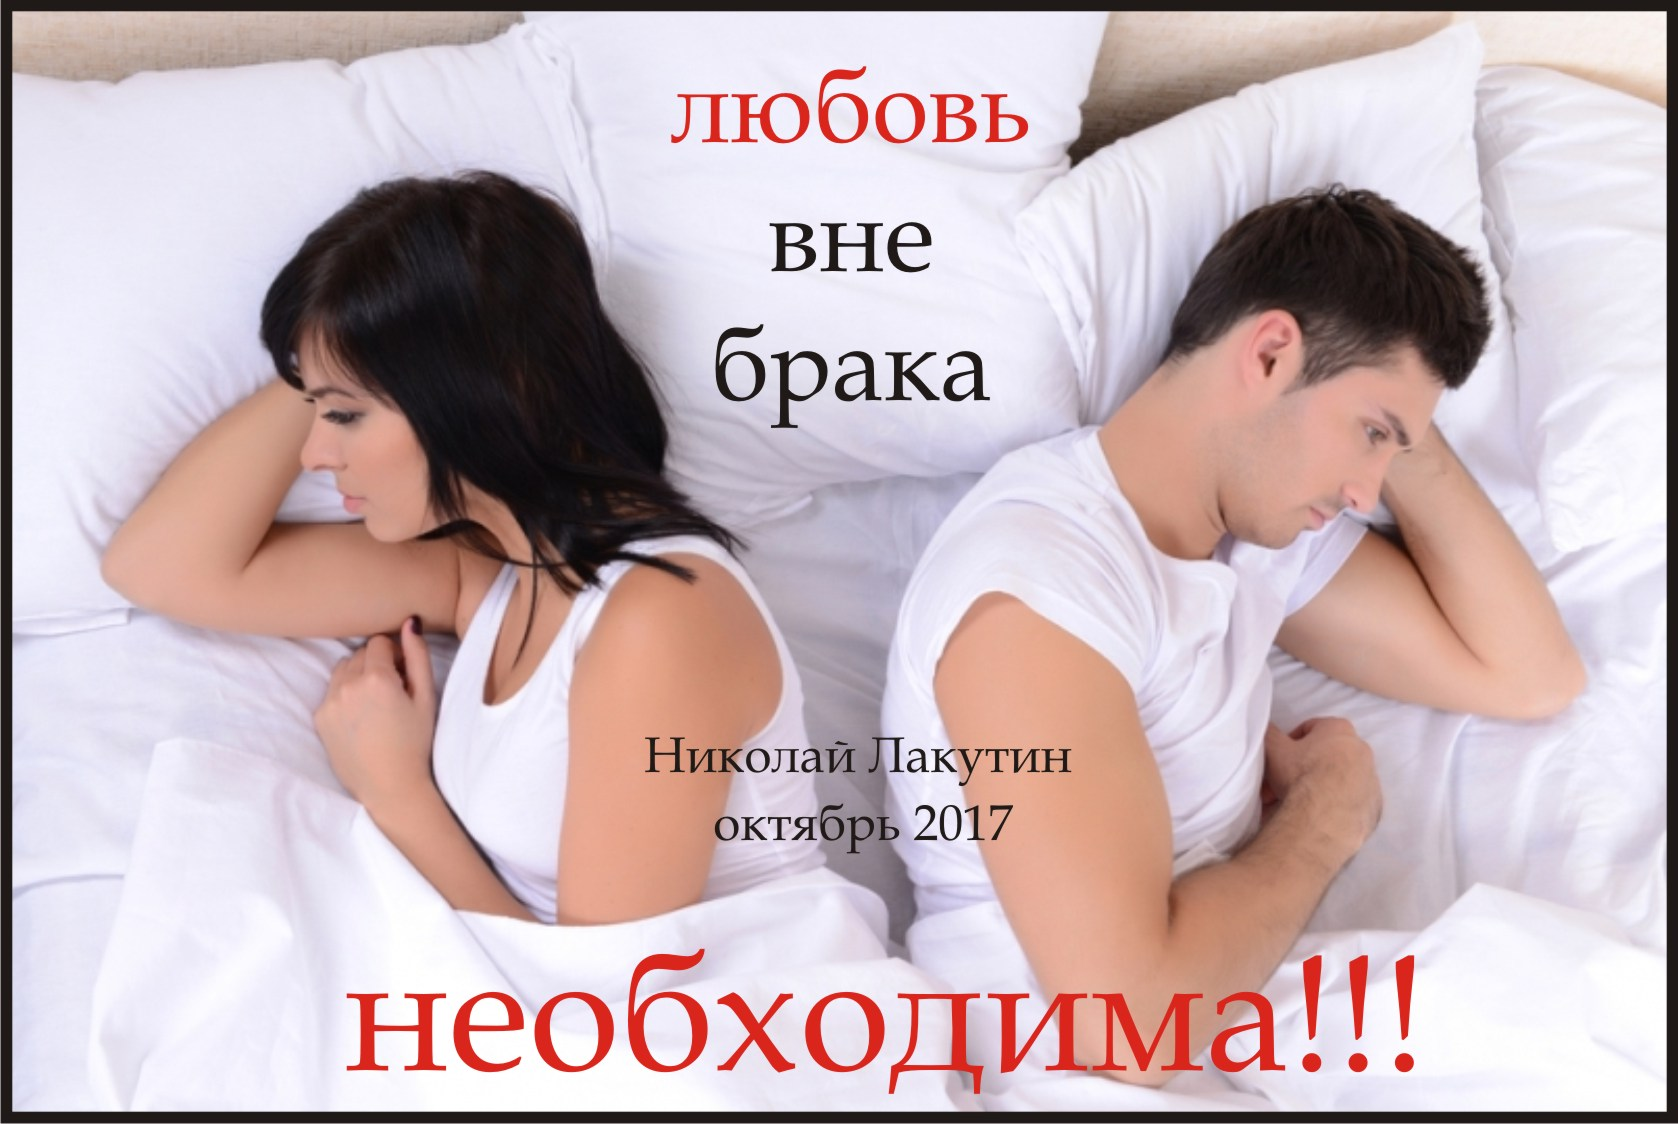 любовь
вне
брака
Николай Лакутин
октябрь 2017
необходима!!!